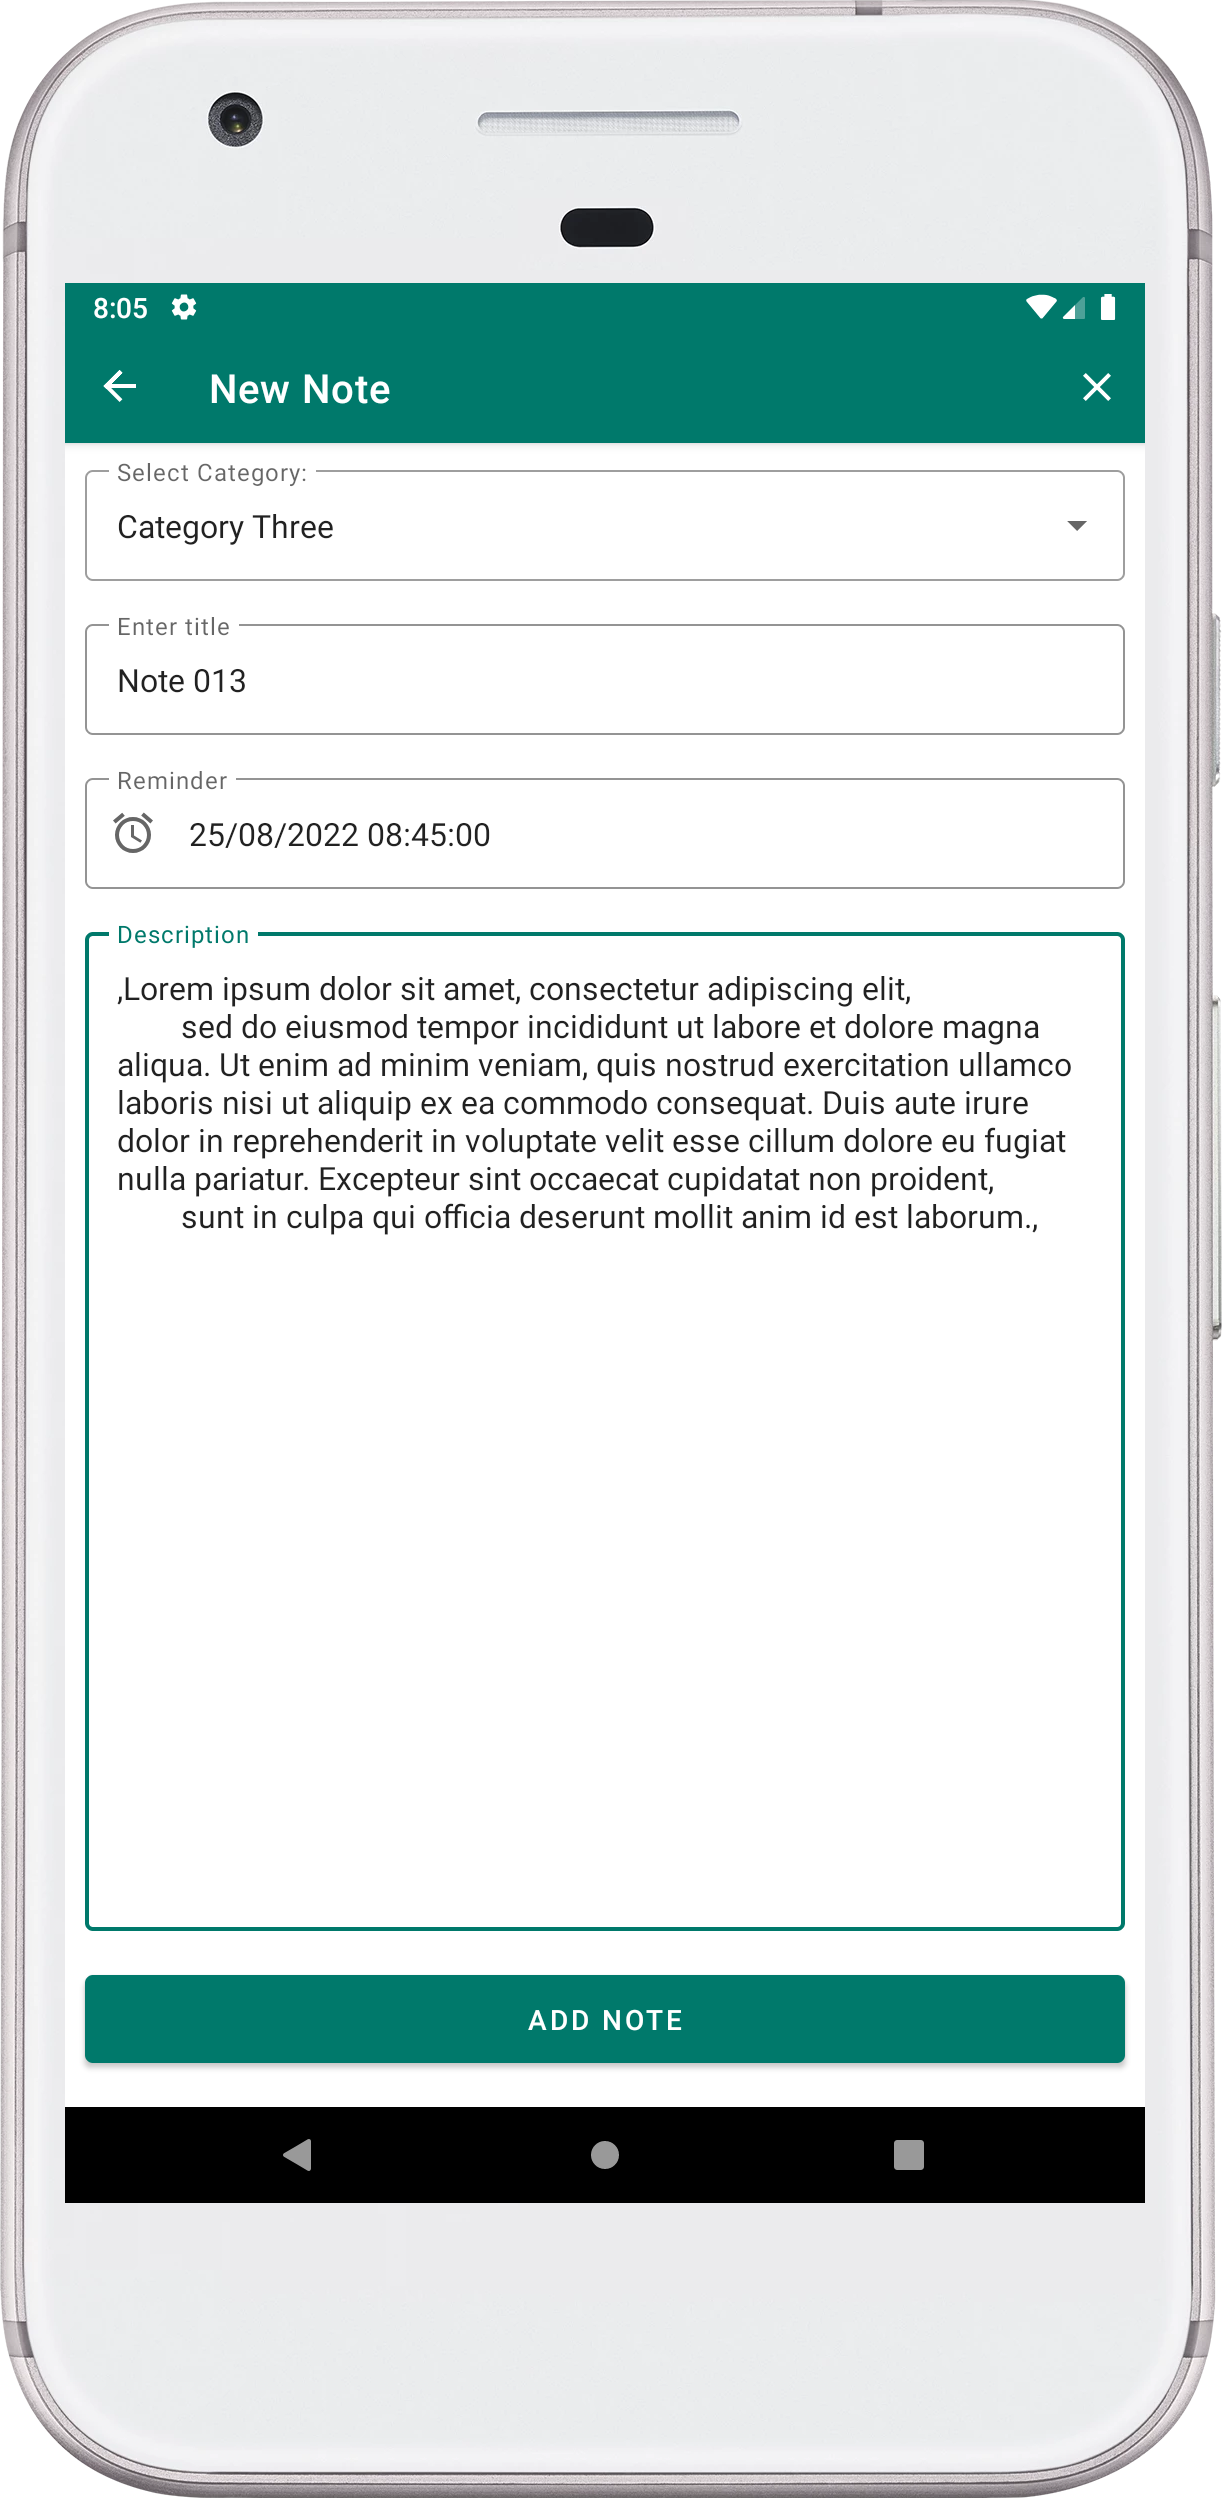 8:05
New Note
Select Category:
Category Three
Enter title
Note 013
Reminder
25/08/2022 08:45:00
Description
,Lorem ipsum dolor sit amet, consectetur adipiscing elit,
sed do eiusmod tempor incididunt ut labore et dolore magna
aliqua. Ut enim ad minim veniam, quis nostrud exercitation ullamco
laboris nisi ut aliquip ex ea commodo consequat. Duis aute irure
dolor in reprehenderit in voluptate velit esse cillum dolore eu fugiat
nulla pariatur. Excepteur sint occaecat cupidatat non proident,
sunt in culpa qui officia deserunt mollit anim id est laborum.,
ADD NOTE